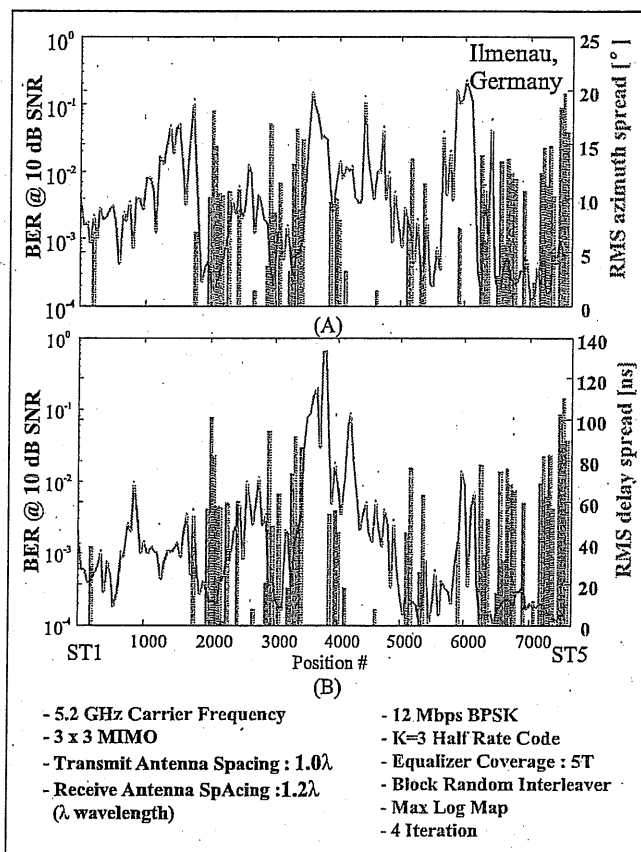 Ilmenau,
Germany
BER @ 10 dB SNR
10⁰
10⁻¹
10⁻²
10⁻³
10⁻⁴
25
20
15
10
5
0
RMS azimuth spread [°]
(A)
BER @ 10 dB SNR
10⁰
10⁻¹
10⁻²
10⁻³
10⁻⁴
140
120
100
80
60
40
20
0
RMS delay spread [ns]
ST1 1000 2000 3000 4000 5000 6000 7000 ST5
Position #
(B)
- 5.2 GHz Carrier Frequency
- 3 x 3 MIMO
- Transmit Antenna Spacing : 1.0λ
- Receive Antenna SpAcing :1.2λ
(λ wavelength)
- 12 Mbps BPSK
- K=3 Half Rate Code
- Equalizer Coverage : 5T
- Block Random Interleaver
- Max Log Map
- 4 Iteration